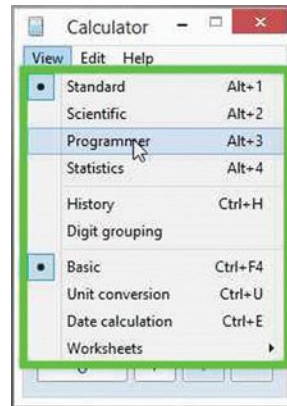 Calculator
View Edit Help
Standard Alt+1
Scientific Alt+2
Programmer Alt+3
Statistics Alt+4
History Ctrl+H
Digit grouping
Basic Ctrl+F4
Unit conversion Ctrl+U
Date calculation Ctrl+E
Worksheets